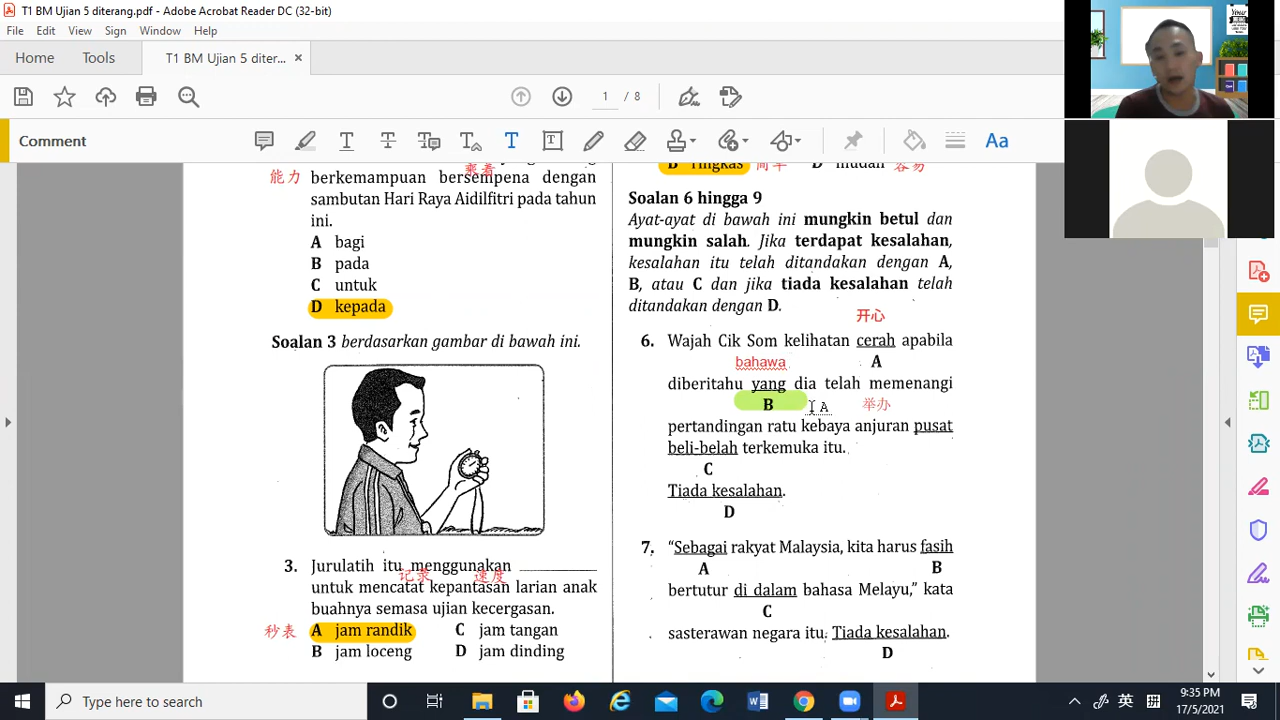 T1 BM Ujian 5 diterang.pdf - Adobe Acrobat Reader DC (32-bit)
File Edit View Sign Window Help
Home Tools T1 BM Ujian 5 diter... ×
1 / 8
Comment
能力 berkemampuan bersempena dengan
sambutan Hari Raya Aidilfitri pada tahun
ini.
A bagi
B pada
C untuk
D kepada
Soalan 3 berdasarkan gambar di bawah ini.
3. Jurulatih itu menggunakan ________
记录 速度
untuk mencatat kepantasan larian anak
buahnya semasa ujian kecergasan.
秒表 A jam randik C jam tangan
B jam loceng D jam dinding
B ringkas 简单 D mudah 容易
Soalan 6 hingga 9
Ayat-ayat di bawah ini mungkin betul dan
mungkin salah. Jika terdapat kesalahan,
kesalahan itu telah ditandakan dengan A,
B, atau C dan jika tiada kesalahan telah
ditandakan dengan D.
开心
6. Wajah Cik Som kelihatan cerah apabila
bahawa A
diberitahu yang dia telah memenangi
B A 举办
pertandingan ratu kebaya anjuran pusat
beli-belah terkemuka itu.
C
Tiada kesalahan.
D
7. “Sebagai rakyat Malaysia, kita harus fasih
A B
bertutur di dalam bahasa Melayu,” kata
C
sasterawan negara itu. Tiada kesalahan.
D
Type here to search
英 拼
9:35 PM
17/5/2021